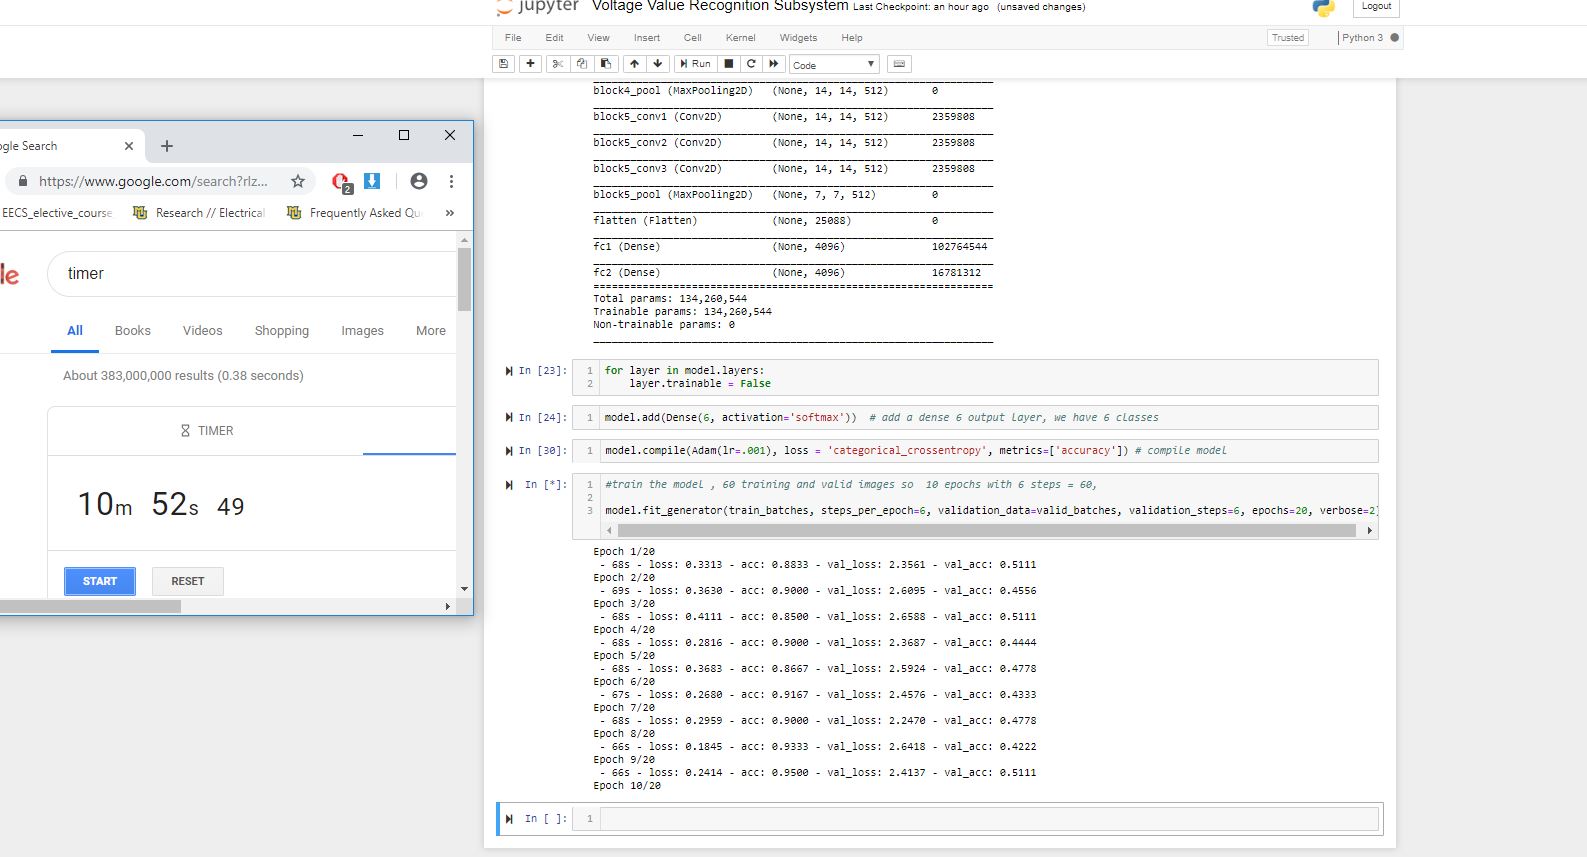 jupyter Voltage Value Recognition Subsystem Last Checkpoint: an hour ago (unsaved changes)
Logout
File Edit View Insert Cell Kernel Widgets Help
Trusted
Python 3
Run
Code
block4_pool (MaxPooling2D) (None, 14, 14, 512) 0
block5_conv1 (Conv2D) (None, 14, 14, 512) 2359808
block5_conv2 (Conv2D) (None, 14, 14, 512) 2359808
block5_conv3 (Conv2D) (None, 14, 14, 512) 2359808
block5_pool (MaxPooling2D) (None, 7, 7, 512) 0
flatten (Flatten) (None, 25088) 0
fc1 (Dense) (None, 4096) 102764544
fc2 (Dense) (None, 4096) 16781312
=================================================================
Total params: 134,260,544
Trainable params: 134,260,544
Non-trainable params: 0
In [23]:
1 for layer in model.layers:
2 layer.trainable = False
In [24]:
1 model.add(Dense(6, activation='softmax')) # add a dense 6 output layer, we have 6 classes
In [30]:
1 model.compile(Adam(lr=.001), loss = 'categorical_crossentropy', metrics=['accuracy']) # compile model
In [*]:
1 #train the model , 60 training and valid images so 10 epochs with 6 steps = 60,
2
3 model.fit_generator(train_batches, steps_per_epoch=6, validation_data=valid_batches, validation_steps=6, epochs=20, verbose=2)
Epoch 1/20
- 68s - loss: 0.3313 - acc: 0.8833 - val_loss: 2.3561 - val_acc: 0.5111
Epoch 2/20
- 69s - loss: 0.3630 - acc: 0.9000 - val_loss: 2.6095 - val_acc: 0.4556
Epoch 3/20
- 68s - loss: 0.4111 - acc: 0.8500 - val_loss: 2.6588 - val_acc: 0.5111
Epoch 4/20
- 68s - loss: 0.2816 - acc: 0.9000 - val_loss: 2.3687 - val_acc: 0.4444
Epoch 5/20
- 68s - loss: 0.3683 - acc: 0.8667 - val_loss: 2.5924 - val_acc: 0.4778
Epoch 6/20
- 67s - loss: 0.2680 - acc: 0.9167 - val_loss: 2.4576 - val_acc: 0.4333
Epoch 7/20
- 68s - loss: 0.2959 - acc: 0.9000 - val_loss: 2.2470 - val_acc: 0.4778
Epoch 8/20
- 66s - loss: 0.1845 - acc: 0.9333 - val_loss: 2.6418 - val_acc: 0.4222
Epoch 9/20
- 66s - loss: 0.2414 - acc: 0.9500 - val_loss: 2.4137 - val_acc: 0.5111
Epoch 10/20
In [ ]:
1
ogle Search
https://www.google.com/search?rlz...
2
EECS_elective_course Research // Electrical Frequently Asked Qu »
le
timer
All Books Videos Shopping Images More
About 383,000,000 results (0.38 seconds)
TIMER
10m 52s 49
START RESET